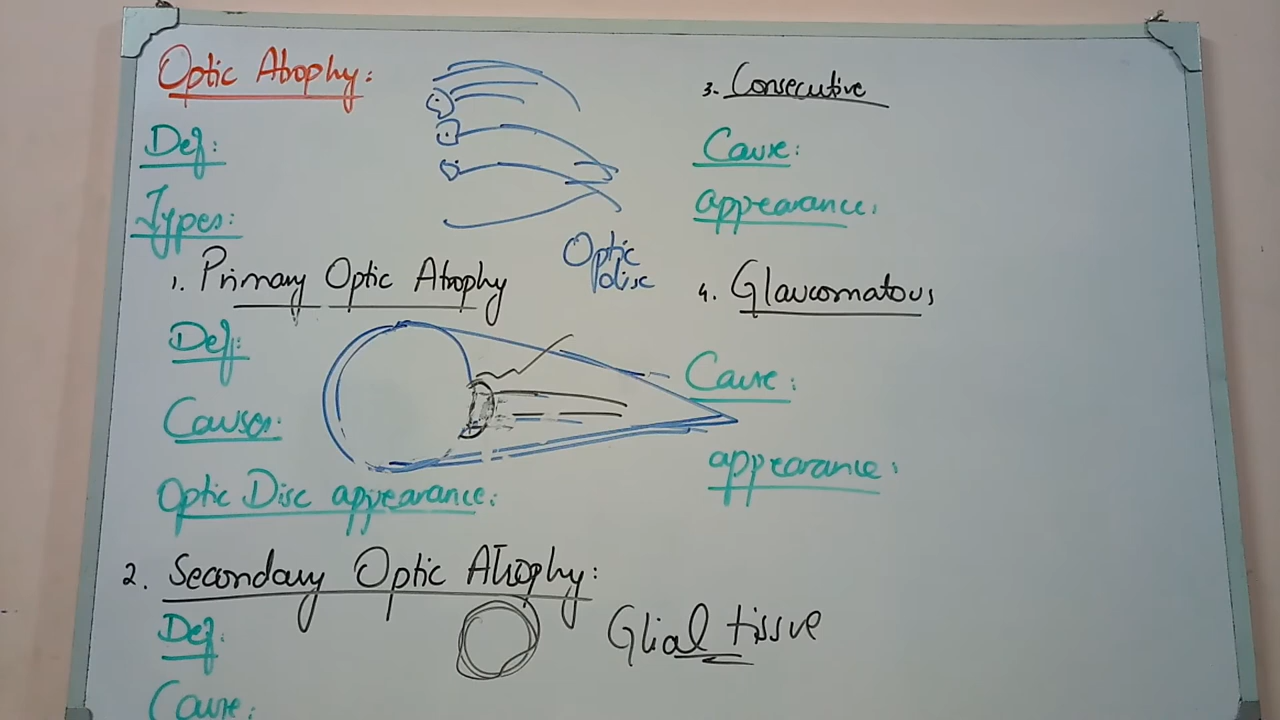 Optic Atrophy:
Def:
Types:
1. Primary Optic Atrophy
Def:
Causes:
Optic Disc appearance:
2. Secondary Optic Atrophy:
Def:
Cause:
Optic
disc
Glial tissue
3. Consecutive
Cause:
appearance:
4. Glaucomatous
Cause:
appearance: